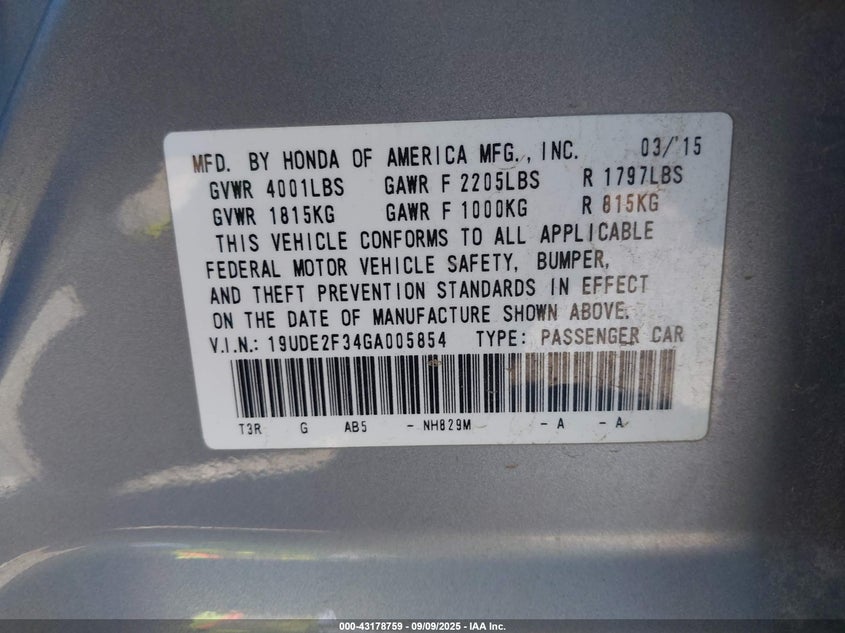 MFD. BY HONDA OF AMERICA MFG., INC. 03/'15
GVWR 4001LBS GAWR F 2205LBS R 1797LBS
GVWR 1815KG GAWR F 1000KG R 815KG
THIS VEHICLE CONFORMS TO ALL APPLICABLE
FEDERAL MOTOR VEHICLE SAFETY, BUMPER,
AND THEFT PREVENTION STANDARDS IN EFFECT
ON THE DATE OF MANUFACTURE SHOWN ABOVE.
V.I.N.: 19UDE2F34GA005854 TYPE: PASSENGER CAR
T3R G AB5 - NH829M - A - A
000-43178759 - 09/09/2025 - IAA Inc.